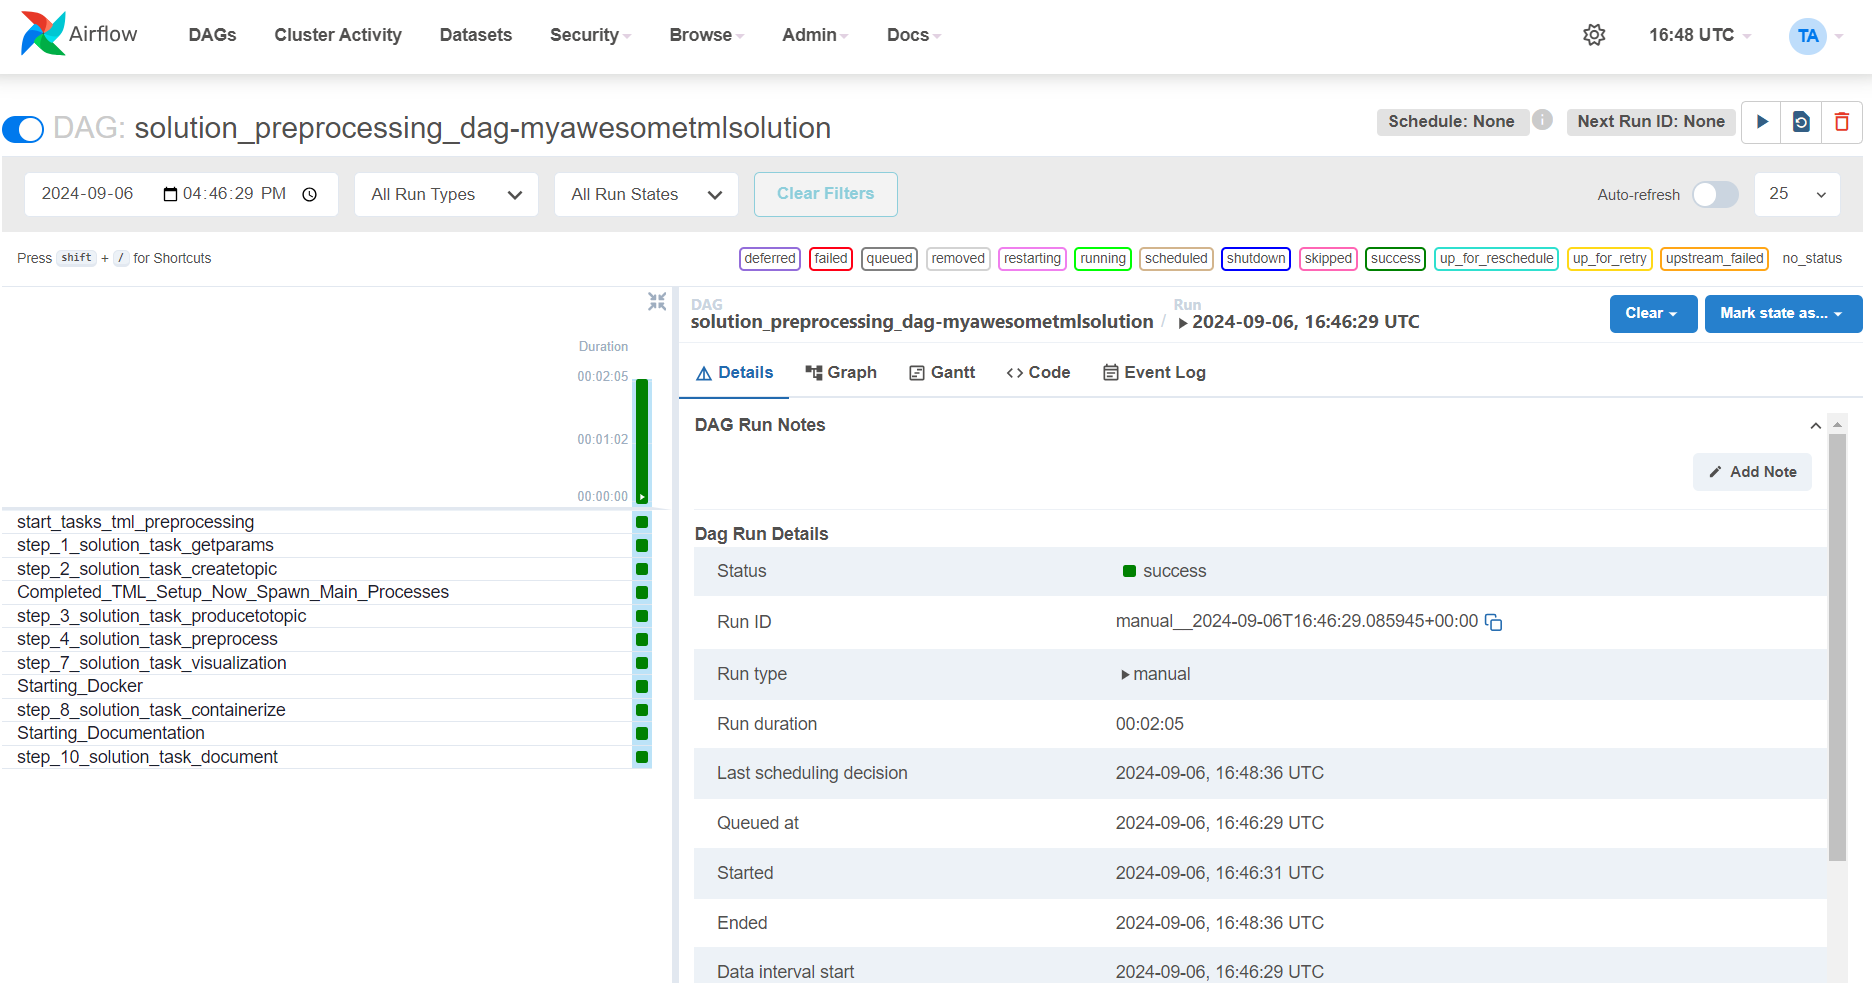 Airflow DAGs Cluster Activity Datasets Security Browse Admin Docs 16:48 UTC TA
DAG: solution_preprocessing_dag-myawesometmlsolution Schedule: None i Next Run ID: None
2024-09-06 04:46:29 PM All Run Types All Run States Clear Filters Auto-refresh 25
Press shift + / for Shortcuts deferred failed queued removed restarting running scheduled shutdown skipped success up_for_reschedule up_for_retry upstream_failed no_status
Duration
00:02:05
00:01:02
00:00:00
start_tasks_tml_preprocessing
step_1_solution_task_getparams
step_2_solution_task_createtopic
Completed_TML_Setup_Now_Spawn_Main_Processes
step_3_solution_task_producetotopic
step_4_solution_task_preprocess
step_7_solution_task_visualization
Starting_Docker
step_8_solution_task_containerize
Starting_Documentation
step_10_solution_task_document
DAG Run
solution_preprocessing_dag-myawesometmlsolution / 2024-09-06, 16:46:29 UTC Clear Mark state as...
Details Graph Gantt Code Event Log
DAG Run Notes
Add Note
Dag Run Details
Status success
Run ID manual__2024-09-06T16:46:29.085945+00:00
Run type manual
Run duration 00:02:05
Last scheduling decision 2024-09-06, 16:48:36 UTC
Queued at 2024-09-06, 16:46:29 UTC
Started 2024-09-06, 16:46:31 UTC
Ended 2024-09-06, 16:48:36 UTC
Data interval start 2024-09-06, 16:46:29 UTC